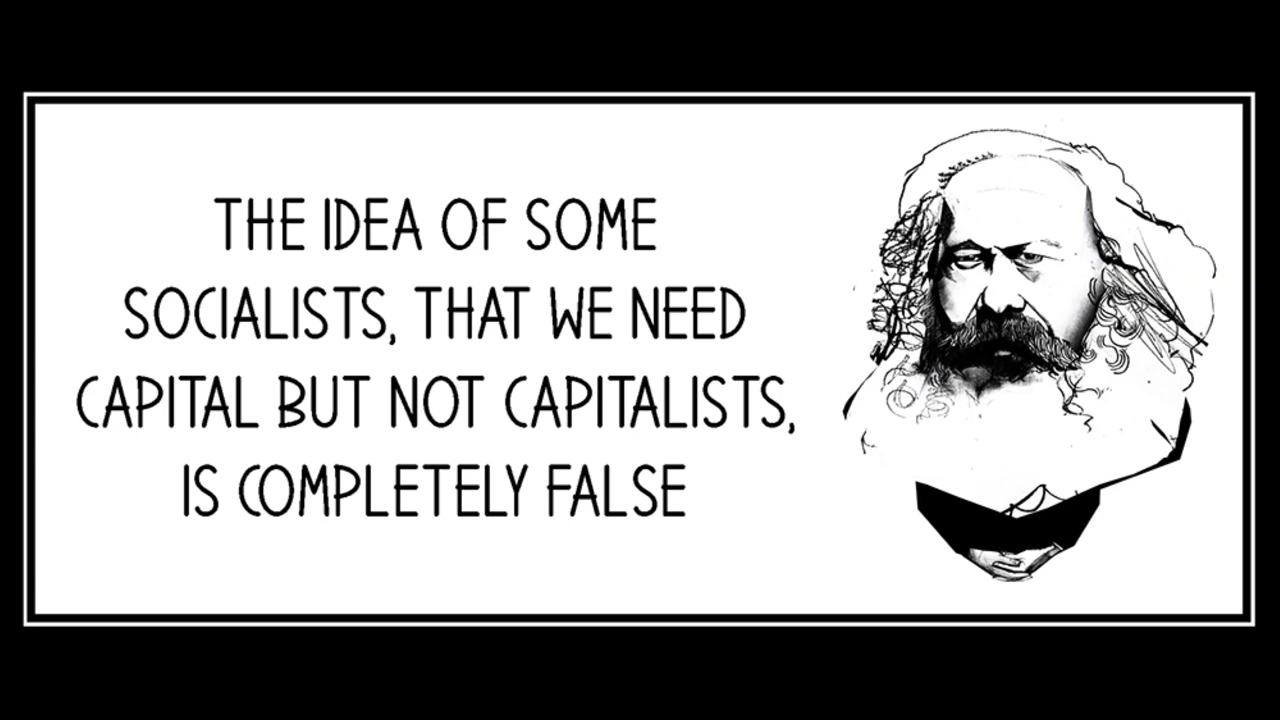 THE IDEA OF SOME
SOCIALISTS, THAT WE NEED
CAPITAL BUT NOT CAPITALISTS,
IS COMPLETELY FALSE